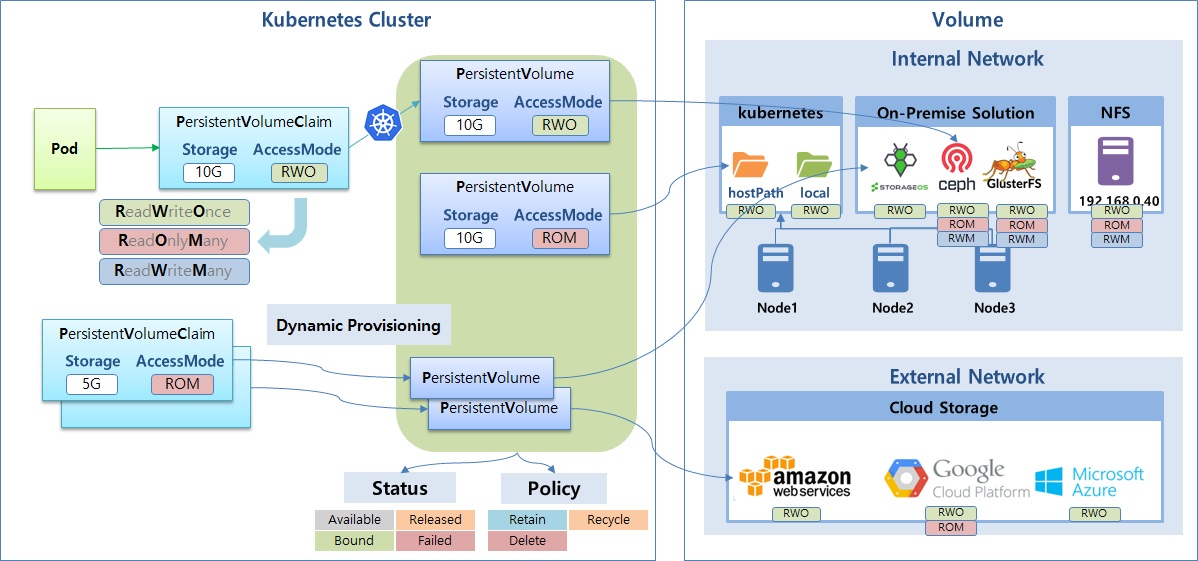 Kubernetes Cluster
Pod
PersistentVolumeClaim
Storage AccessMode
10G RWO
ReadWriteOnce
ReadOnlyMany
ReadWriteMany
PersistentVolume
Storage AccessMode
10G RWO
PersistentVolume
Storage AccessMode
10G ROM
Dynamic Provisioning
PersistentVolumeClaim
Storage AccessMode
5G ROM
PersistentVolume
PersistentVolume
Status
Available Released
Bound Failed
Policy
Retain Recycle
Delete
Volume
Internal Network
kubernetes
hostPath local
RWO RWO
On-Premise Solution
STORAGEOS ceph GlusterFS
RWO RWO RWO
ROM ROM
RWM RWM
NFS
192.168.0.40
RWO
ROM
RWM
Node1 Node2 Node3
External Network
Cloud Storage
amazon
webservices
RWO
Google
Cloud Platform
RWO
ROM
Microsoft
Azure
RWO